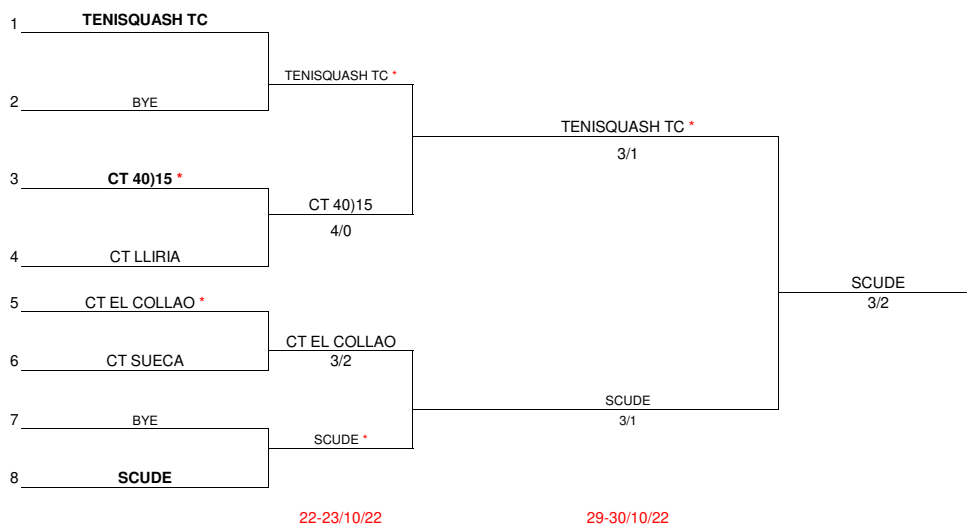 1 TENISQUASH TC
TENISQUASH TC *
2 BYE
TENISQUASH TC *
3/1
3 CT 40)15 *
CT 40)15
4/0
4 CT LLIRIA
SCUDE
3/2
5 CT EL COLLAO *
CT EL COLLAO
3/2
6 CT SUECA
SCUDE
3/1
7 BYE
SCUDE *
8 SCUDE
22-23/10/22 29-30/10/22